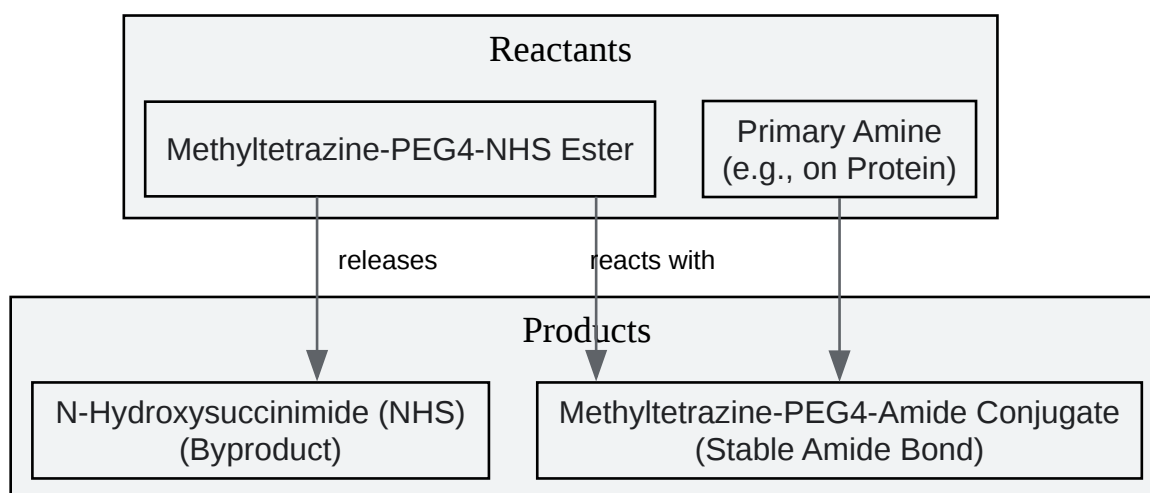 Reactants
Methyltetrazine-PEG4-NHS Ester
Primary Amine
(e.g., on Protein)
releases
reacts with
Products
N-Hydroxysuccinimide (NHS)
(Byproduct)
Methyltetrazine-PEG4-Amide Conjugate
(Stable Amide Bond)